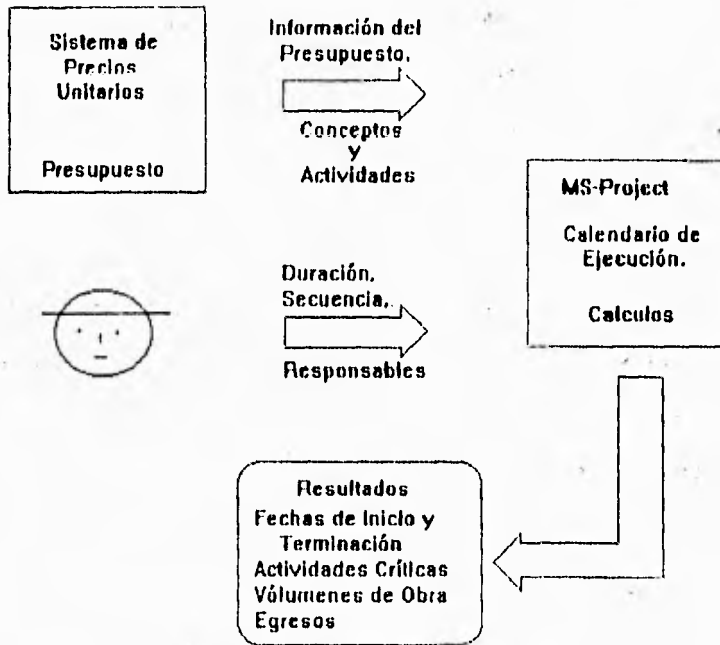 Sistema de
Precios
Unitarios
Presupuesto
Información del
Presupuesto.
Conceptos
y
Actividades
MS-Project
Calendario de
Ejecución.
Calculos
Duración.
Secuencia.
Responsables
Resultados
Fechas de Inicio y
Terminación
Actividades Críticas
Vólumenes de Obra
Egresos